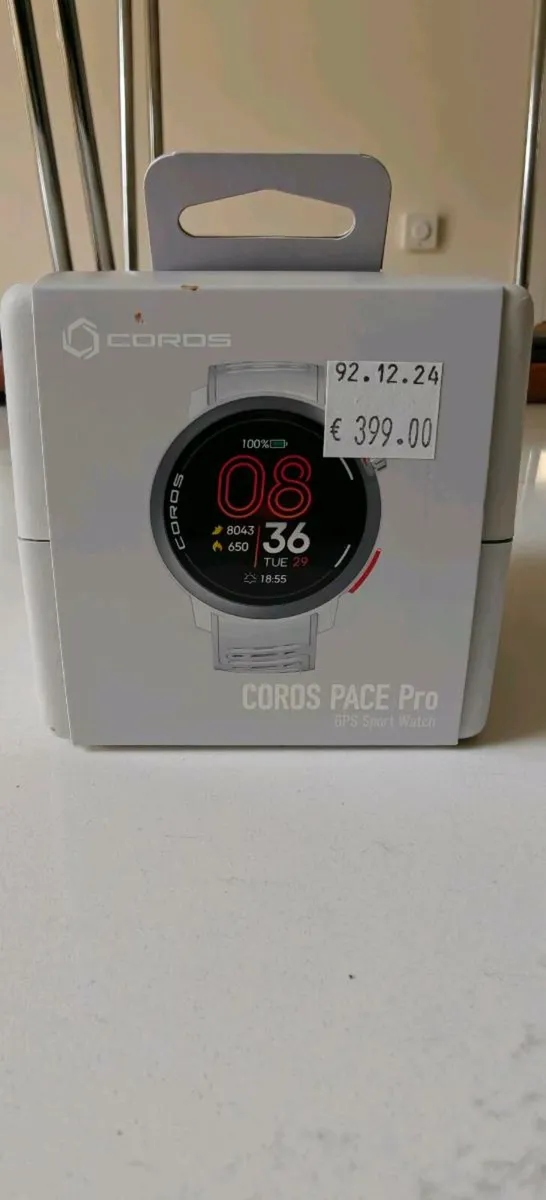 COROS
92.12.24
€ 399.00
100%
COROS
08
8043
650
36
TUE 29
18:55
COROS PACE Pro
GPS Sport Watch